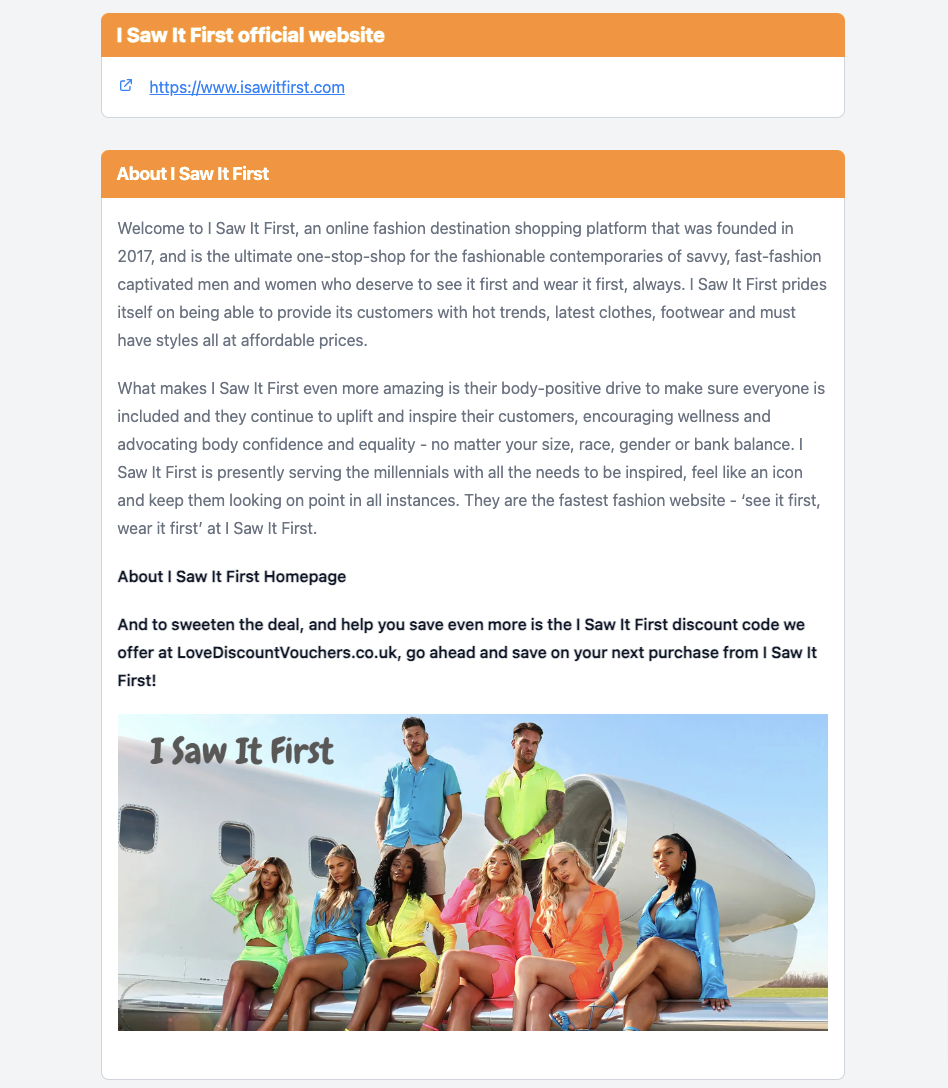 I Saw It First official website
https://www.isawitfirst.com
About I Saw It First
Welcome to I Saw It First, an online fashion destination shopping platform that was founded in
2017, and is the ultimate one-stop-shop for the fashionable contemporaries of savvy, fast-fashion
captivated men and women who deserve to see it first and wear it first, always. I Saw It First prides
itself on being able to provide its customers with hot trends, latest clothes, footwear and must
have styles all at affordable prices.
What makes I Saw It First even more amazing is their body-positive drive to make sure everyone is
included and they continue to uplift and inspire their customers, encouraging wellness and
advocating body confidence and equality - no matter your size, race, gender or bank balance. I
Saw It First is presently serving the millennials with all the needs to be inspired, feel like an icon
and keep them looking on point in all instances. They are the fastest fashion website - ‘see it first,
wear it first’ at I Saw It First.
About I Saw It First Homepage
And to sweeten the deal, and help you save even more is the I Saw It First discount code we
offer at LoveDiscountVouchers.co.uk, go ahead and save on your next purchase from I Saw It
First!
I Saw It First